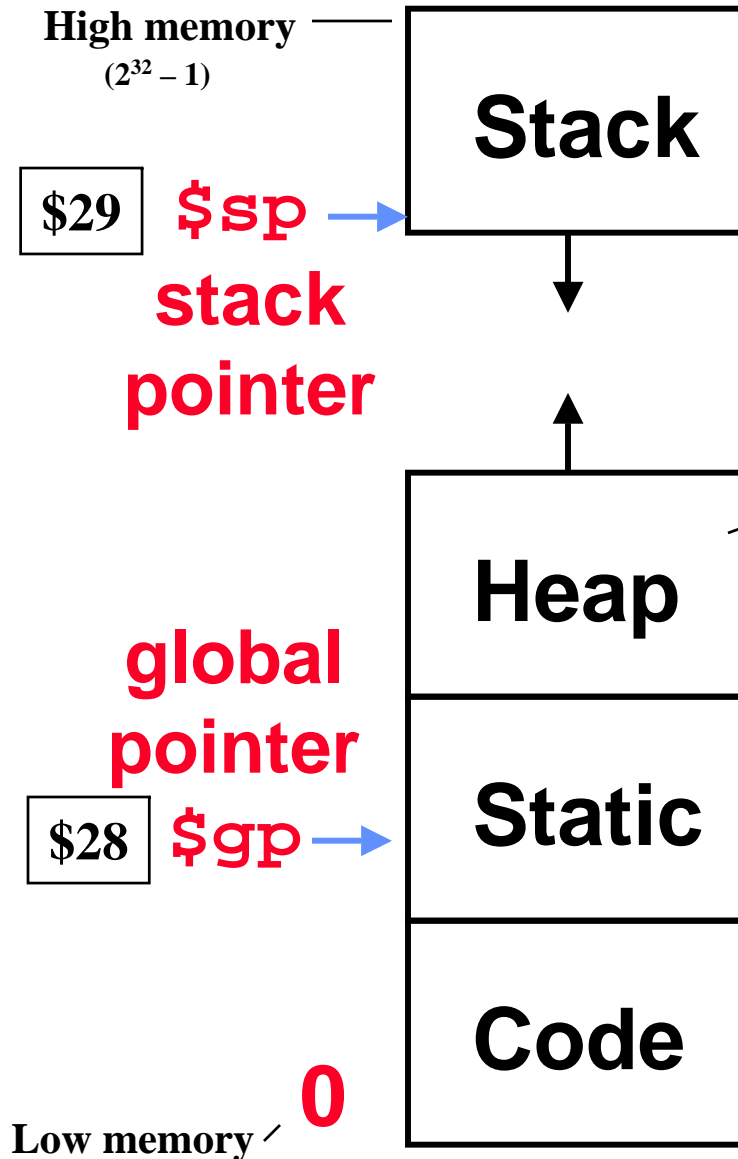 High memory
(2³² – 1)
Stack
$29
$sp
stack
pointer
Heap
global
pointer
$28
$gp
Static
Code
0
Low memory